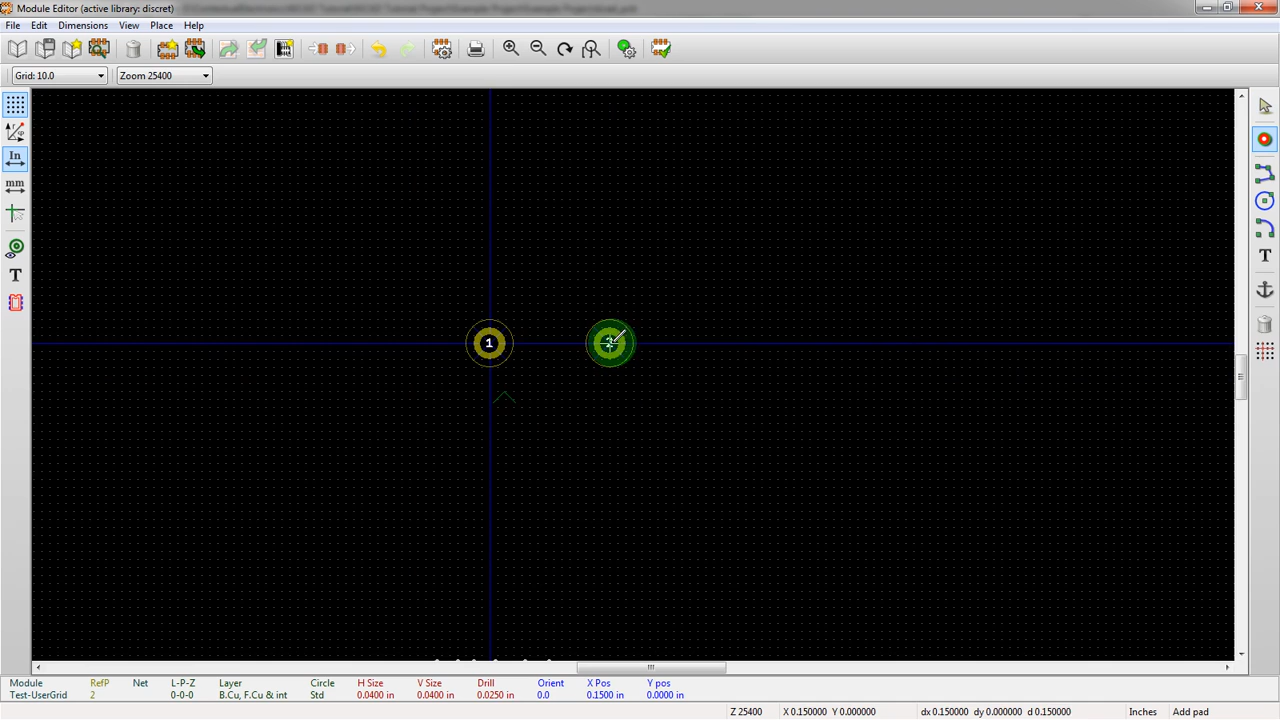 Module Editor (active library: discret)
File Edit Dimensions View Place Help
Grid: 10.0 Zoom 25400
In
mm
T
T
1
2
Module RefP Net L-P-Z Layer Circle H Size V Size Drill Orient X Pos Y pos
Test-UserGrid 2 0-0-0 B.Cu, F.Cu & int Std 0.0400 in 0.0400 in 0.0250 in 0.0 0.1500 in 0.0000 in
Z 25400 X 0.150000 Y 0.000000 dx 0.150000 dy 0.000000 d 0.150000 Inches Add pad